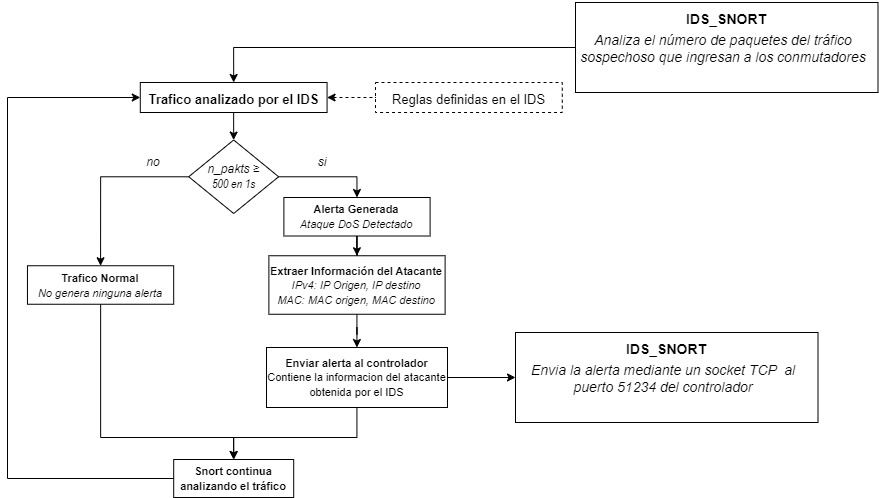 IDS_SNORT
Analiza el número de paquetes del tráfico
sospechoso que ingresan a los conmutadores
Trafico analizado por el IDS
Reglas definidas en el IDS
n_pakts ≥
500 en 1s
no
si
Alerta Generada
Ataque DoS Detectado
Trafico Normal
No genera ninguna alerta
Extraer Información del Atacante
IPv4: IP Origen, IP destino
MAC: MAC origen, MAC destino
Enviar alerta al controlador
Contiene la informacion del atacante
obtenida por el IDS
IDS_SNORT
Envia la alerta mediante un socket TCP al
puerto 51234 del controlador
Snort continua
analizando el tráfico